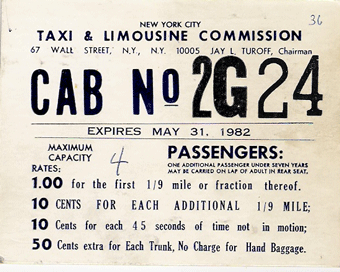 NEW YORK CITY 36
TAXI & LIMOUSINE COMMISSION
67 WALL STREET, N.Y., N.Y. 10005 JAY L. TUROFF, Chairman
CAB No 2G24
EXPIRES MAY 31, 1982
MAXIMUM CAPACITY 4
PASSENGERS:
ONE ADDITIONAL PASSENGER UNDER SEVEN YEARS
MAY BE CARRIED ON LAP OF ADULT IN REAR SEAT.
RATES:
1.00 for the first 1/9 mile or fraction thereof.
10 CENTS FOR EACH ADDITIONAL 1/9 MILE;
10 Cents for each 45 seconds of time not in motion;
50 Cents extra for Each Trunk, No Charge for Hand Baggage.